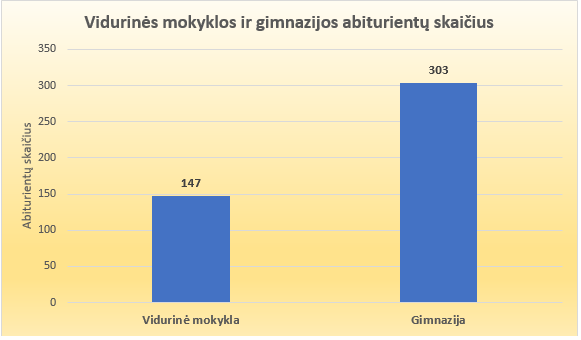 Vidurinės mokyklos ir gimnazijos abiturientų skaičius
Abiturientų skaičius
350
300
250
200
150
100
50
0
147
303
Vidurinė mokykla
Gimnazija